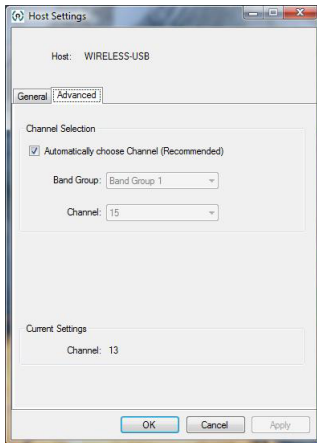 Host Settings
Host: WIRELESS-USB
General Advanced
Channel Selection
Automatically choose Channel (Recommended)
Band Group: Band Group 1
Channel: 15
Current Settings
Channel: 13
OK Cancel Apply